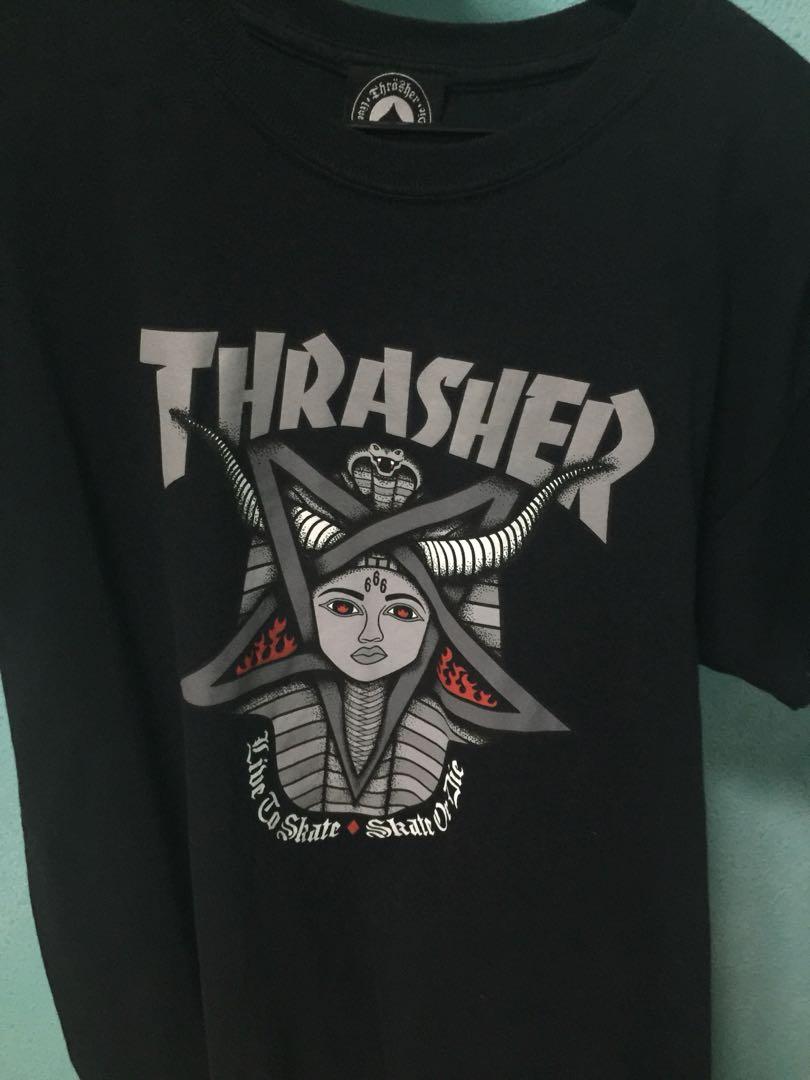 Thrasher
THRASHER
666
Live To Skate ♦ Skate Or Die